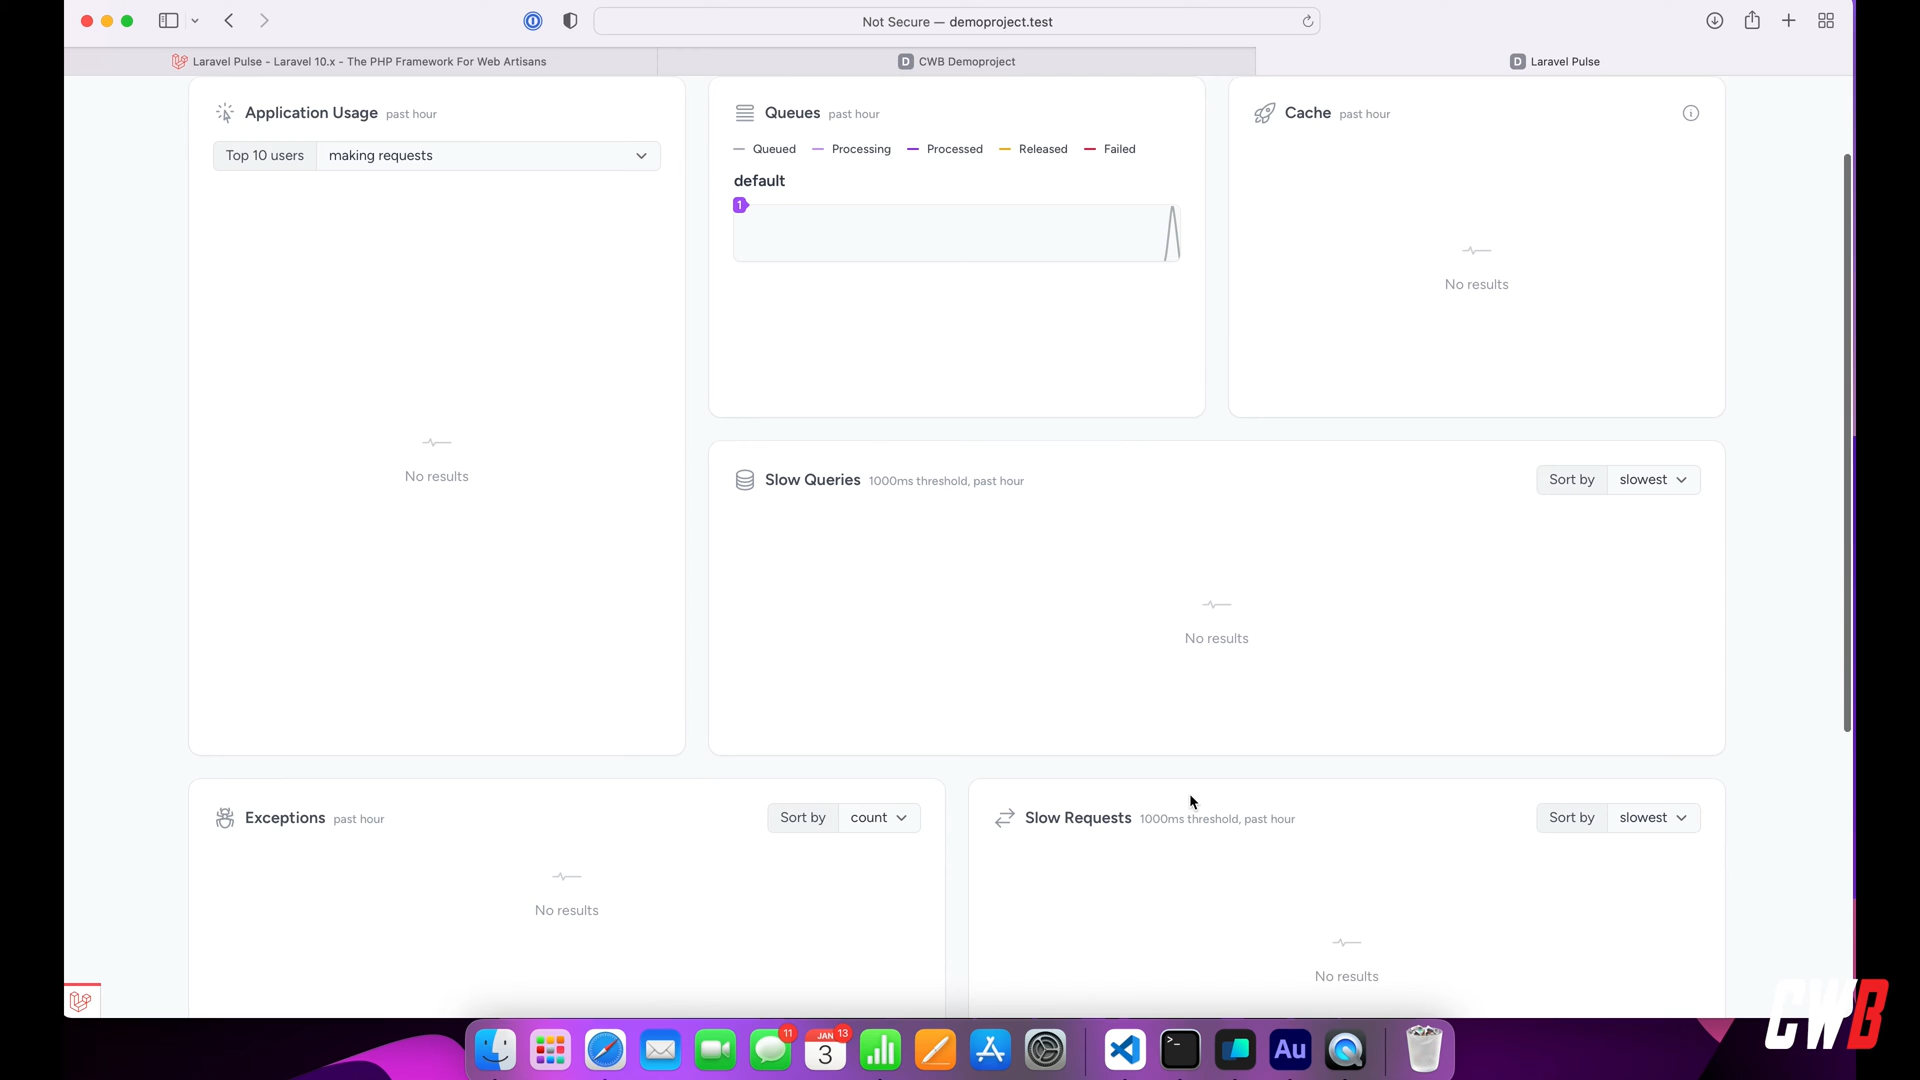 Not Secure — demoproject.test
Laravel Pulse - Laravel 10.x - The PHP Framework For Web Artisans
D CWB Demoproject
D Laravel Pulse
Application Usage past hour
Top 10 users making requests
No results
Queues past hour
Queued Processing Processed Released Failed
default
1
Cache past hour
No results
Slow Queries 1000ms threshold, past hour
Sort by slowest
No results
Exceptions past hour
Sort by count
No results
Slow Requests 1000ms threshold, past hour
Sort by slowest
No results
11
JAN 13
3
>_
Au
CWB